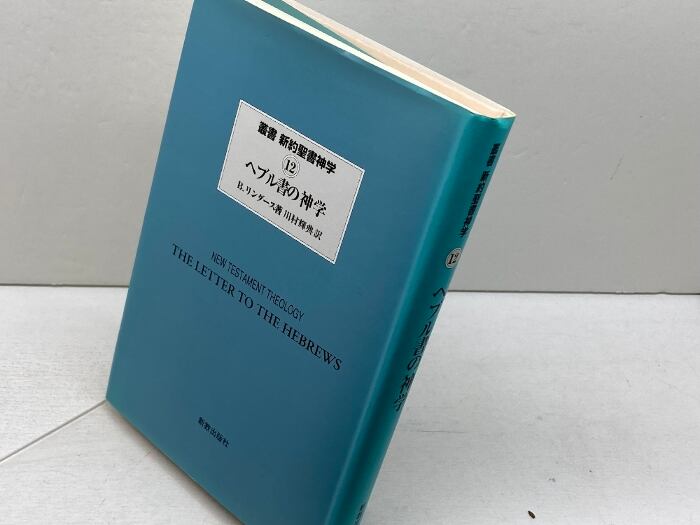 叢書 新約聖書神学
12
ヘブル書の神学
B.リンダース著 川村輝典訳
NEW TESTAMENT THEOLOGY
THE LETTER TO THE HEBREWS
新教出版社
叢書 新約聖書神学
12
ヘブル書の神学